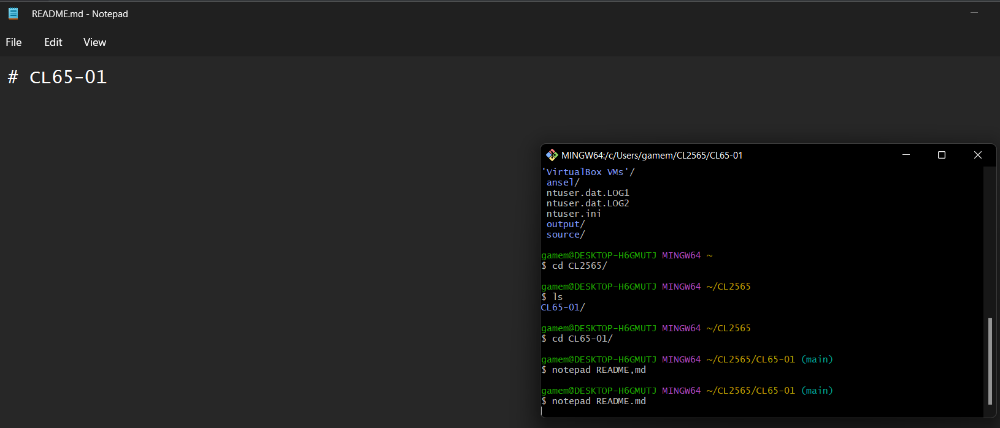 README.md - Notepad
File Edit View
# CL65-01
MINGW64:/c/Users/gamem/CL2565/CL65-01
'VirtualBox VMs'/
ansel/
ntuser.dat.LOG1
ntuser.dat.LOG2
ntuser.ini
output/
source/
gamem@DESKTOP-H6GMUTJ MINGW64 ~
$ cd CL2565/
gamem@DESKTOP-H6GMUTJ MINGW64 ~/CL2565
$ ls
CL65-01/
gamem@DESKTOP-H6GMUTJ MINGW64 ~/CL2565
$ cd CL65-01/
gamem@DESKTOP-H6GMUTJ MINGW64 ~/CL2565/CL65-01 (main)
$ notepad README,md
gamem@DESKTOP-H6GMUTJ MINGW64 ~/CL2565/CL65-01 (main)
$ notepad README.md